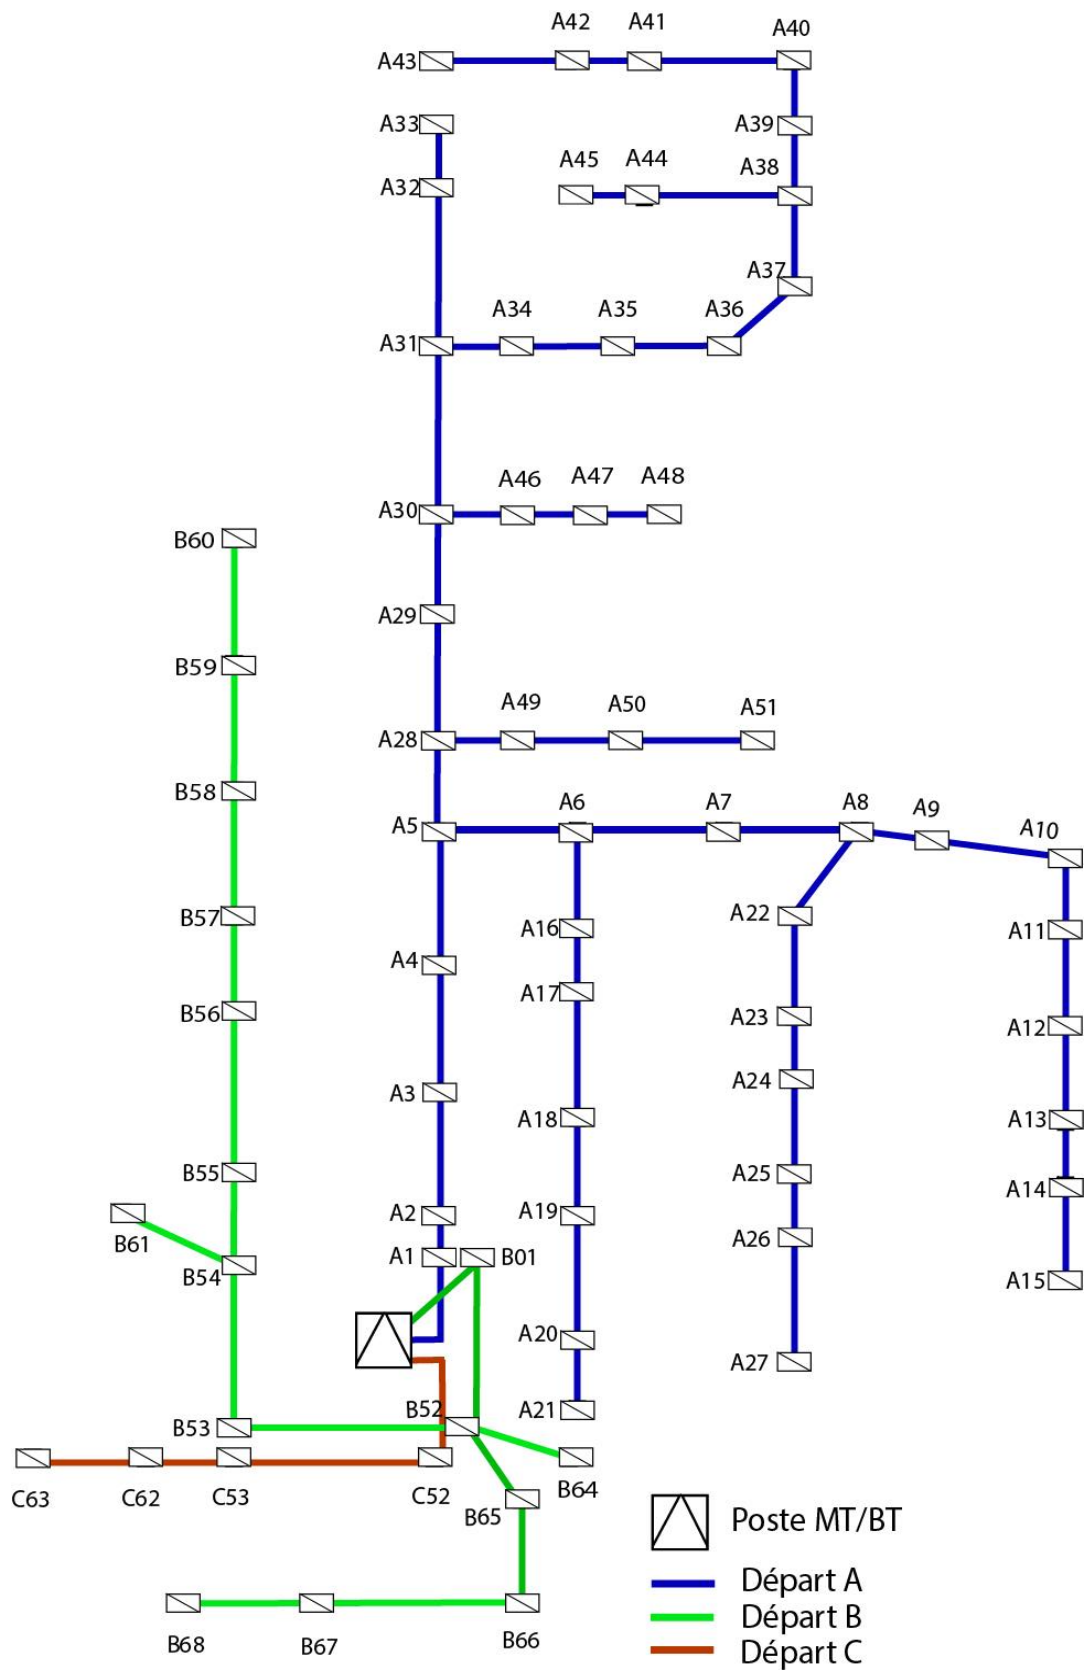 A42 A41 A40
A43
A33 A39
A45 A44 A38
A32
A37
A34 A35 A36
A31
A46 A47 A48
A30
B60
A29
B59
A49 A50 A51
A28
B58
A5 A6 A7 A8 A9 A10
B57 A16 A22 A11
A4
A17
B56 A23 A12
A24
A3
A18 A13
B55 A25
A14
A2 A19
B61 A26
A1 B01
B54 A15
A20
A27
B52 A21
B53
B64
C63 C62 C53 C52
B65
Poste MT/BT
Départ A
Départ B
B68 B67 B66
Départ C